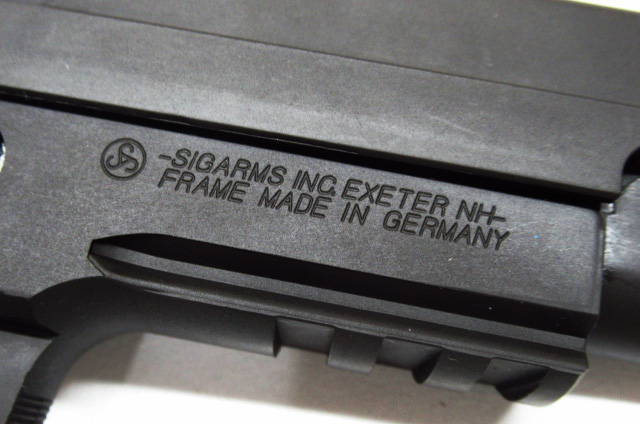 -SIGARMS INC. EXETER NH-
FRAME MADE IN GERMANY